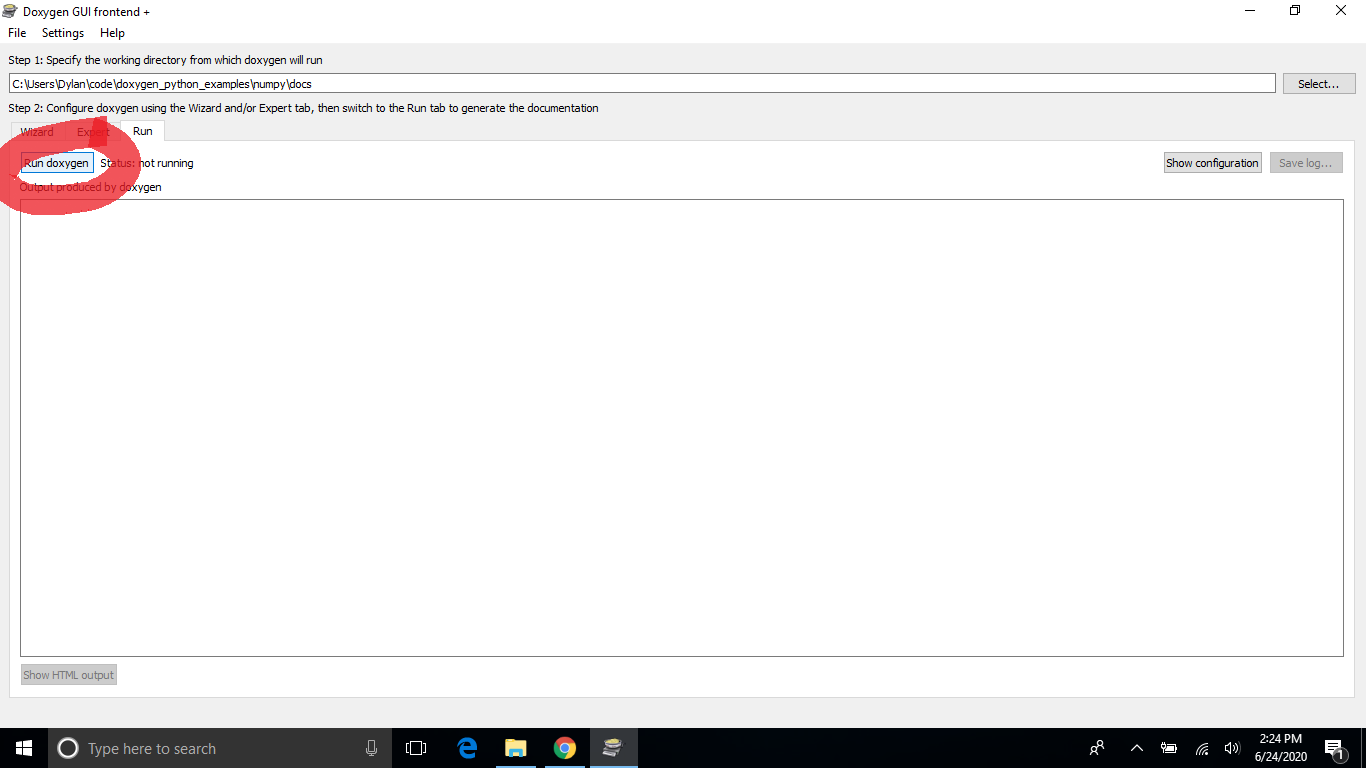 Doxygen GUI frontend +
File Settings Help
Step 1: Specify the working directory from which doxygen will run
C:\Users\Dylan\code\doxygen_python_examples\numpy\docs Select...
Step 2: Configure doxygen using the Wizard and/or Expert tab, then switch to the Run tab to generate the documentation
Wizard Expert Run
Run doxygen Status: not running Show configuration Save log...
Output produced by doxygen
Show HTML output
Type here to search
2:24 PM
6/24/2020
1